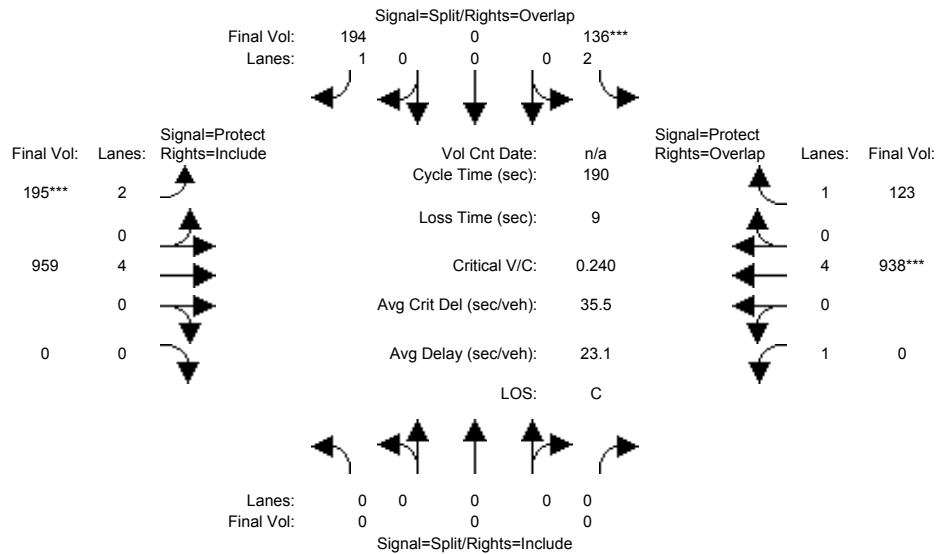 Signal=Split/Rights=Overlap
Final Vol: 194 0 136***
Lanes: 1 0 0 0 2
Signal=Protect Signal=Protect
Final Vol: Lanes: Rights=Include Vol Cnt Date: n/a Rights=Overlap Lanes: Final Vol:
Cycle Time (sec): 190
195*** 2 1 123
Loss Time (sec): 9
0 0
959 4 Critical V/C: 0.240 4 938***
0 Avg Crit Del (sec/veh): 35.5 0
0 0 Avg Delay (sec/veh): 23.1 1 0
LOS: C
Lanes: 0 0 0 0 0
Final Vol: 0 0 0
Signal=Split/Rights=Include